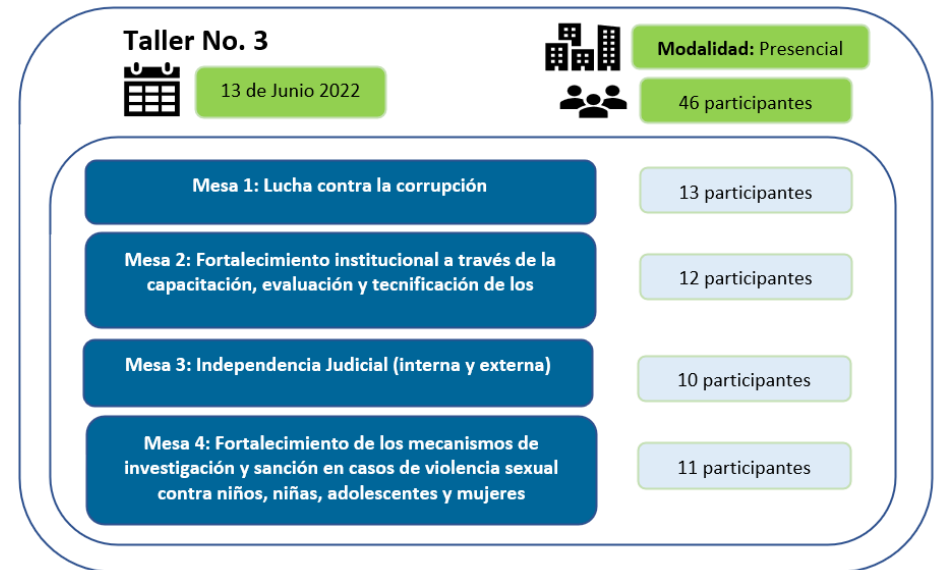 Taller No. 3
13 de Junio 2022
Modalidad: Presencial
46 participantes
Mesa 1: Lucha contra la corrupción
13 participantes
Mesa 2: Fortalecimiento institucional a través de la
capacitación, evaluación y tecnificación de los
12 participantes
Mesa 3: Independencia Judicial (interna y externa)
10 participantes
Mesa 4: Fortalecimiento de los mecanismos de
investigación y sanción en casos de violencia sexual
contra niños, niñas, adolescentes y mujeres
11 participantes